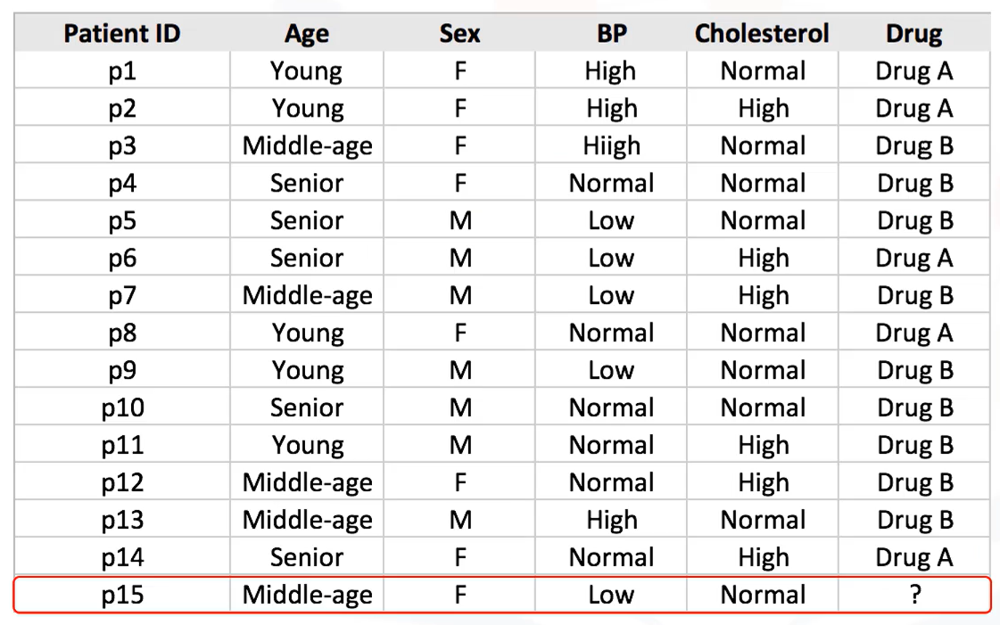 Patient ID Age Sex BP Cholesterol Drug
p1 Young F High Normal Drug A
p2 Young F High High Drug A
p3 Middle-age F Hiigh Normal Drug B
p4 Senior F Normal Normal Drug B
p5 Senior M Low Normal Drug B
p6 Senior M Low High Drug A
p7 Middle-age M Low High Drug B
p8 Young F Normal Normal Drug A
p9 Young M Low Normal Drug B
p10 Senior M Normal Normal Drug B
p11 Young M Normal High Drug B
p12 Middle-age F Normal High Drug B
p13 Middle-age M High Normal Drug B
p14 Senior F Normal High Drug A
p15 Middle-age F Low Normal ?